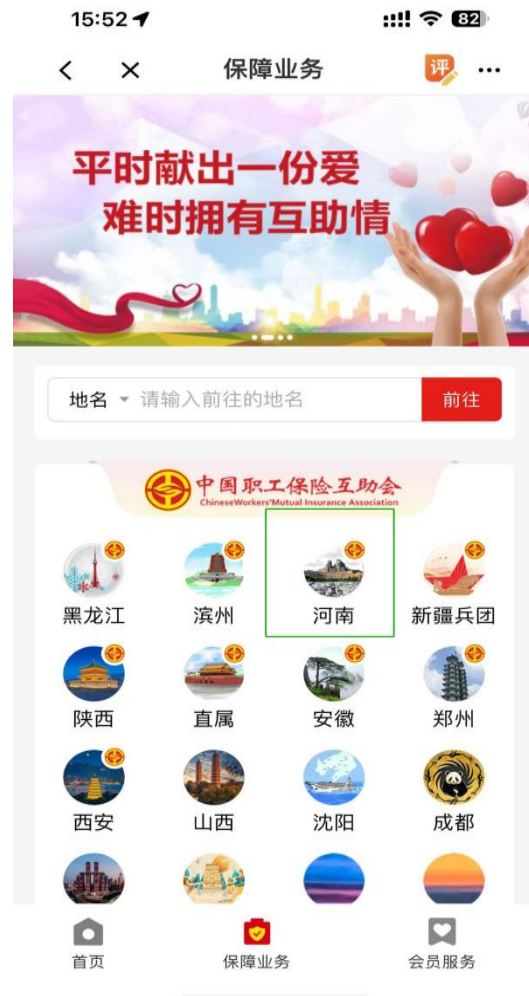 15:52
82
保障业务
评
平时献出一份爱
难时拥有互助情
地名 请输入前往的地名 前往
中国职工保险互助会
ChineseWorkers'Mutual Insurance Association
黑龙江 滨州 河南 新疆兵团
陕西 直属 安徽 郑州
西安 山西 沈阳 成都
首页 保障业务 会员服务